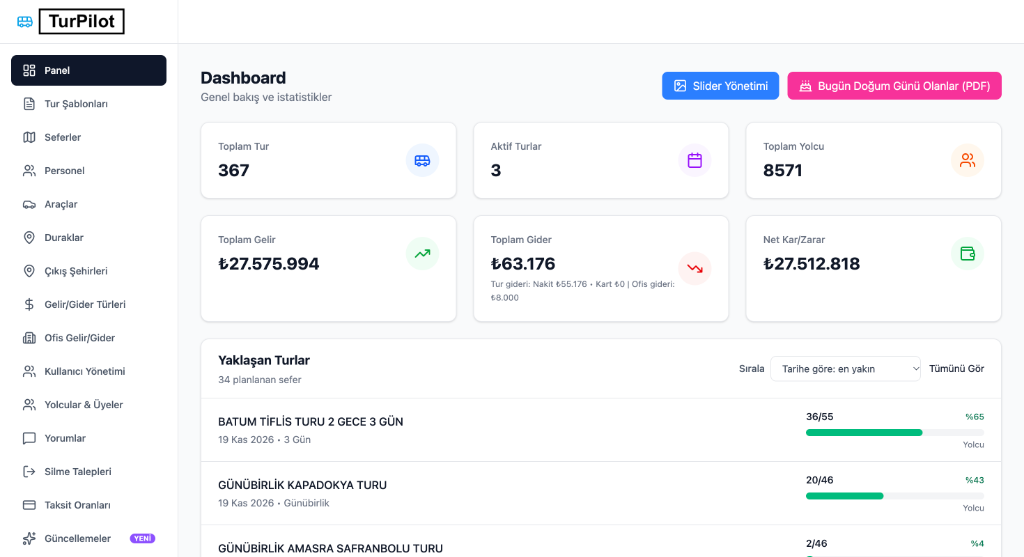 TurPilot
Panel
Tur Şablonları
Seferler
Personel
Araçlar
Duraklar
Çıkış Şehirleri
Gelir/Gider Türleri
Ofis Gelir/Gider
Kullanıcı Yönetimi
Yolcular & Üyeler
Yorumlar
Silme Talepleri
Taksit Oranları
Güncellemeler YENİ
Dashboard
Genel bakış ve istatistikler
Slider Yönetimi
Bugün Doğum Günü Olanlar (PDF)
Toplam Tur
367
Aktif Turlar
3
Toplam Yolcu
8571
Toplam Gelir
₺27.575.994
Toplam Gider
₺63.176
Tur gideri: Nakit ₺55.176 • Kart ₺0 | Ofis gideri:
₺8.000
Net Kar/Zarar
₺27.512.818
Yaklaşan Turlar
34 planlanan sefer
Sırala
Tarihe göre: en yakın
Tümünü Gör
BATUM TİFLİS TURU 2 GECE 3 GÜN
19 Kas 2026 • 3 Gün
36/55 %65
Yolcu
GÜNÜBİRLİK KAPADOKYA TURU
19 Kas 2026 • Günübirlik
20/46 %43
Yolcu
GÜNÜBİRLİK AMASRA SAFRANBOLU TURU
2/46 %4